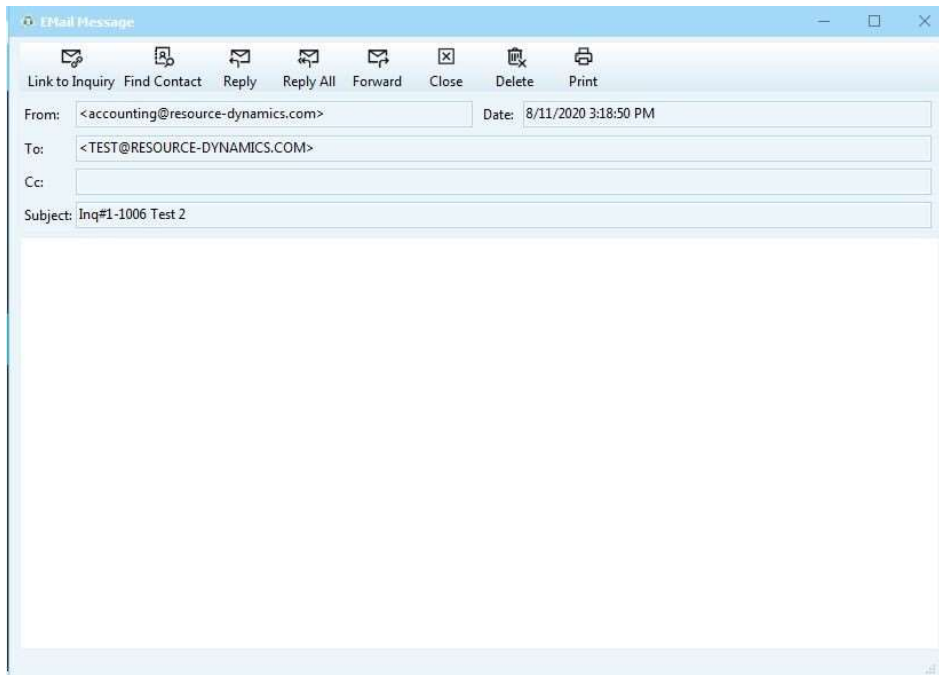 EMail Message
Link to Inquiry Find Contact Reply Reply All Forward Close Delete Print
From: <accounting@resource-dynamics.com> Date: 8/11/2020 3:18:50 PM
To: <TEST@RESOURCE-DYNAMICS.COM>
Cc:
Subject: Inq#1-1006 Test 2